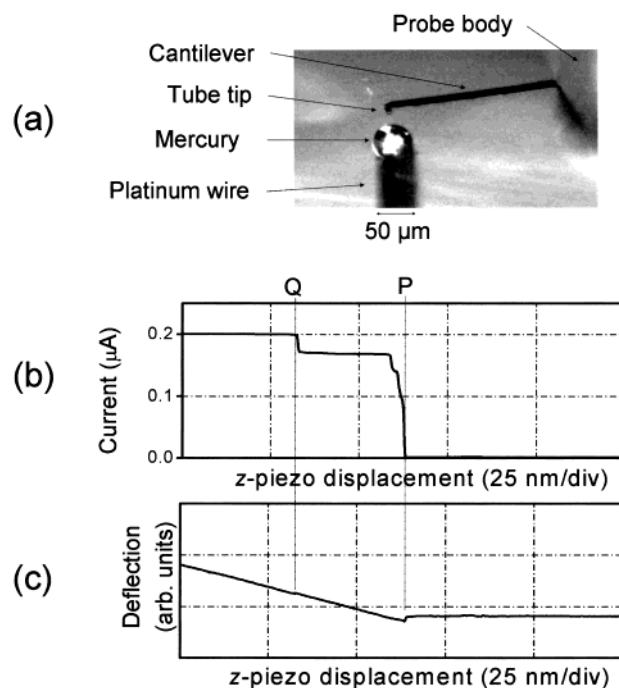 Probe body
Cantilever
Tube tip
(a)
Mercury
Platinum wire
50 µm
Q P
(b)
Current (µA)
0.2
0.1
0.0
z-piezo displacement (25 nm/div)
(c)
Deflection
(arb. units)
z-piezo displacement (25 nm/div)